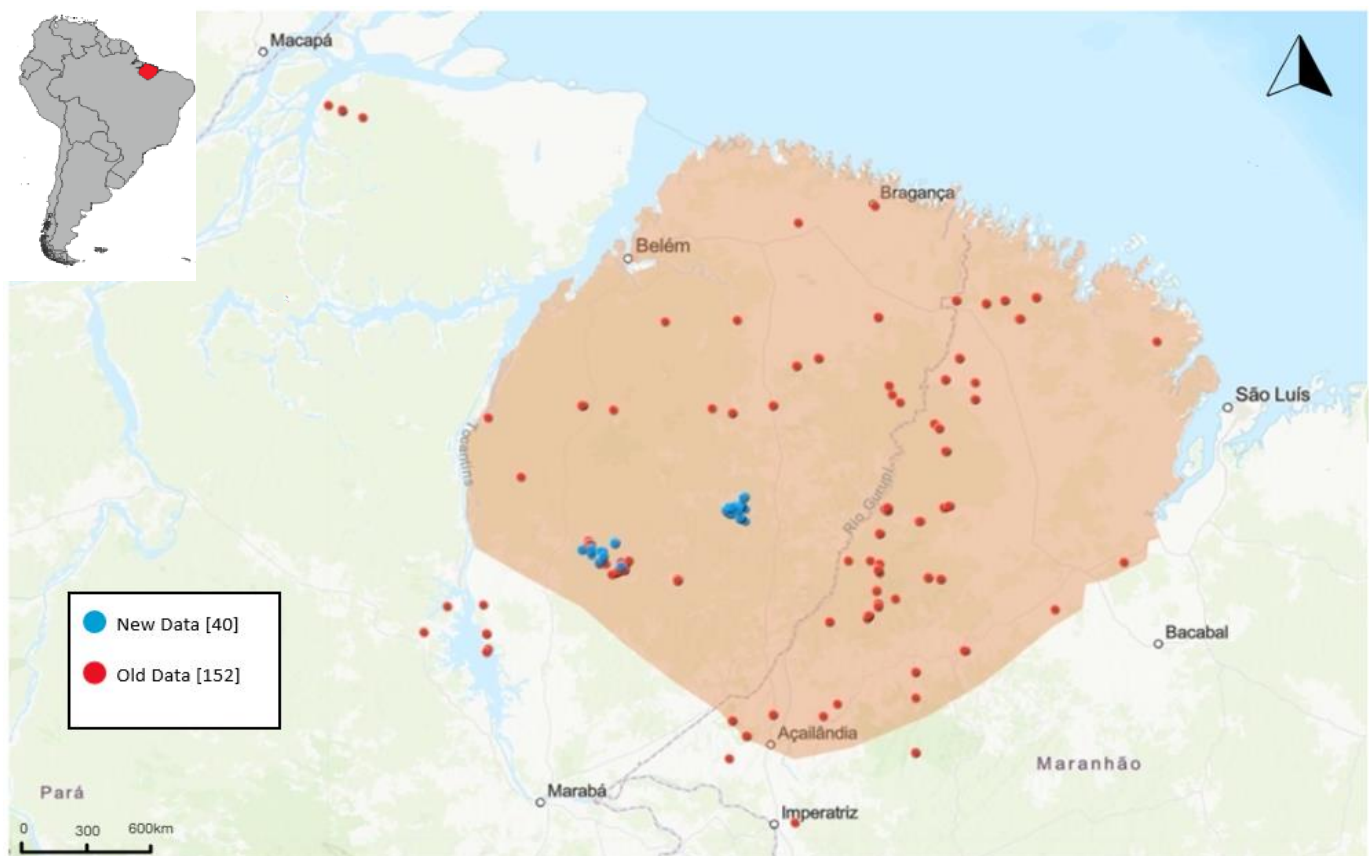 Macapá
Bragança
Belém
São Luís
Tocantins
Rio Gurupi
New Data [40]
Old Data [152]
Bacabal
Açailândia
Maranhão
Pará
Marabá
Imperatriz
0 300 600km